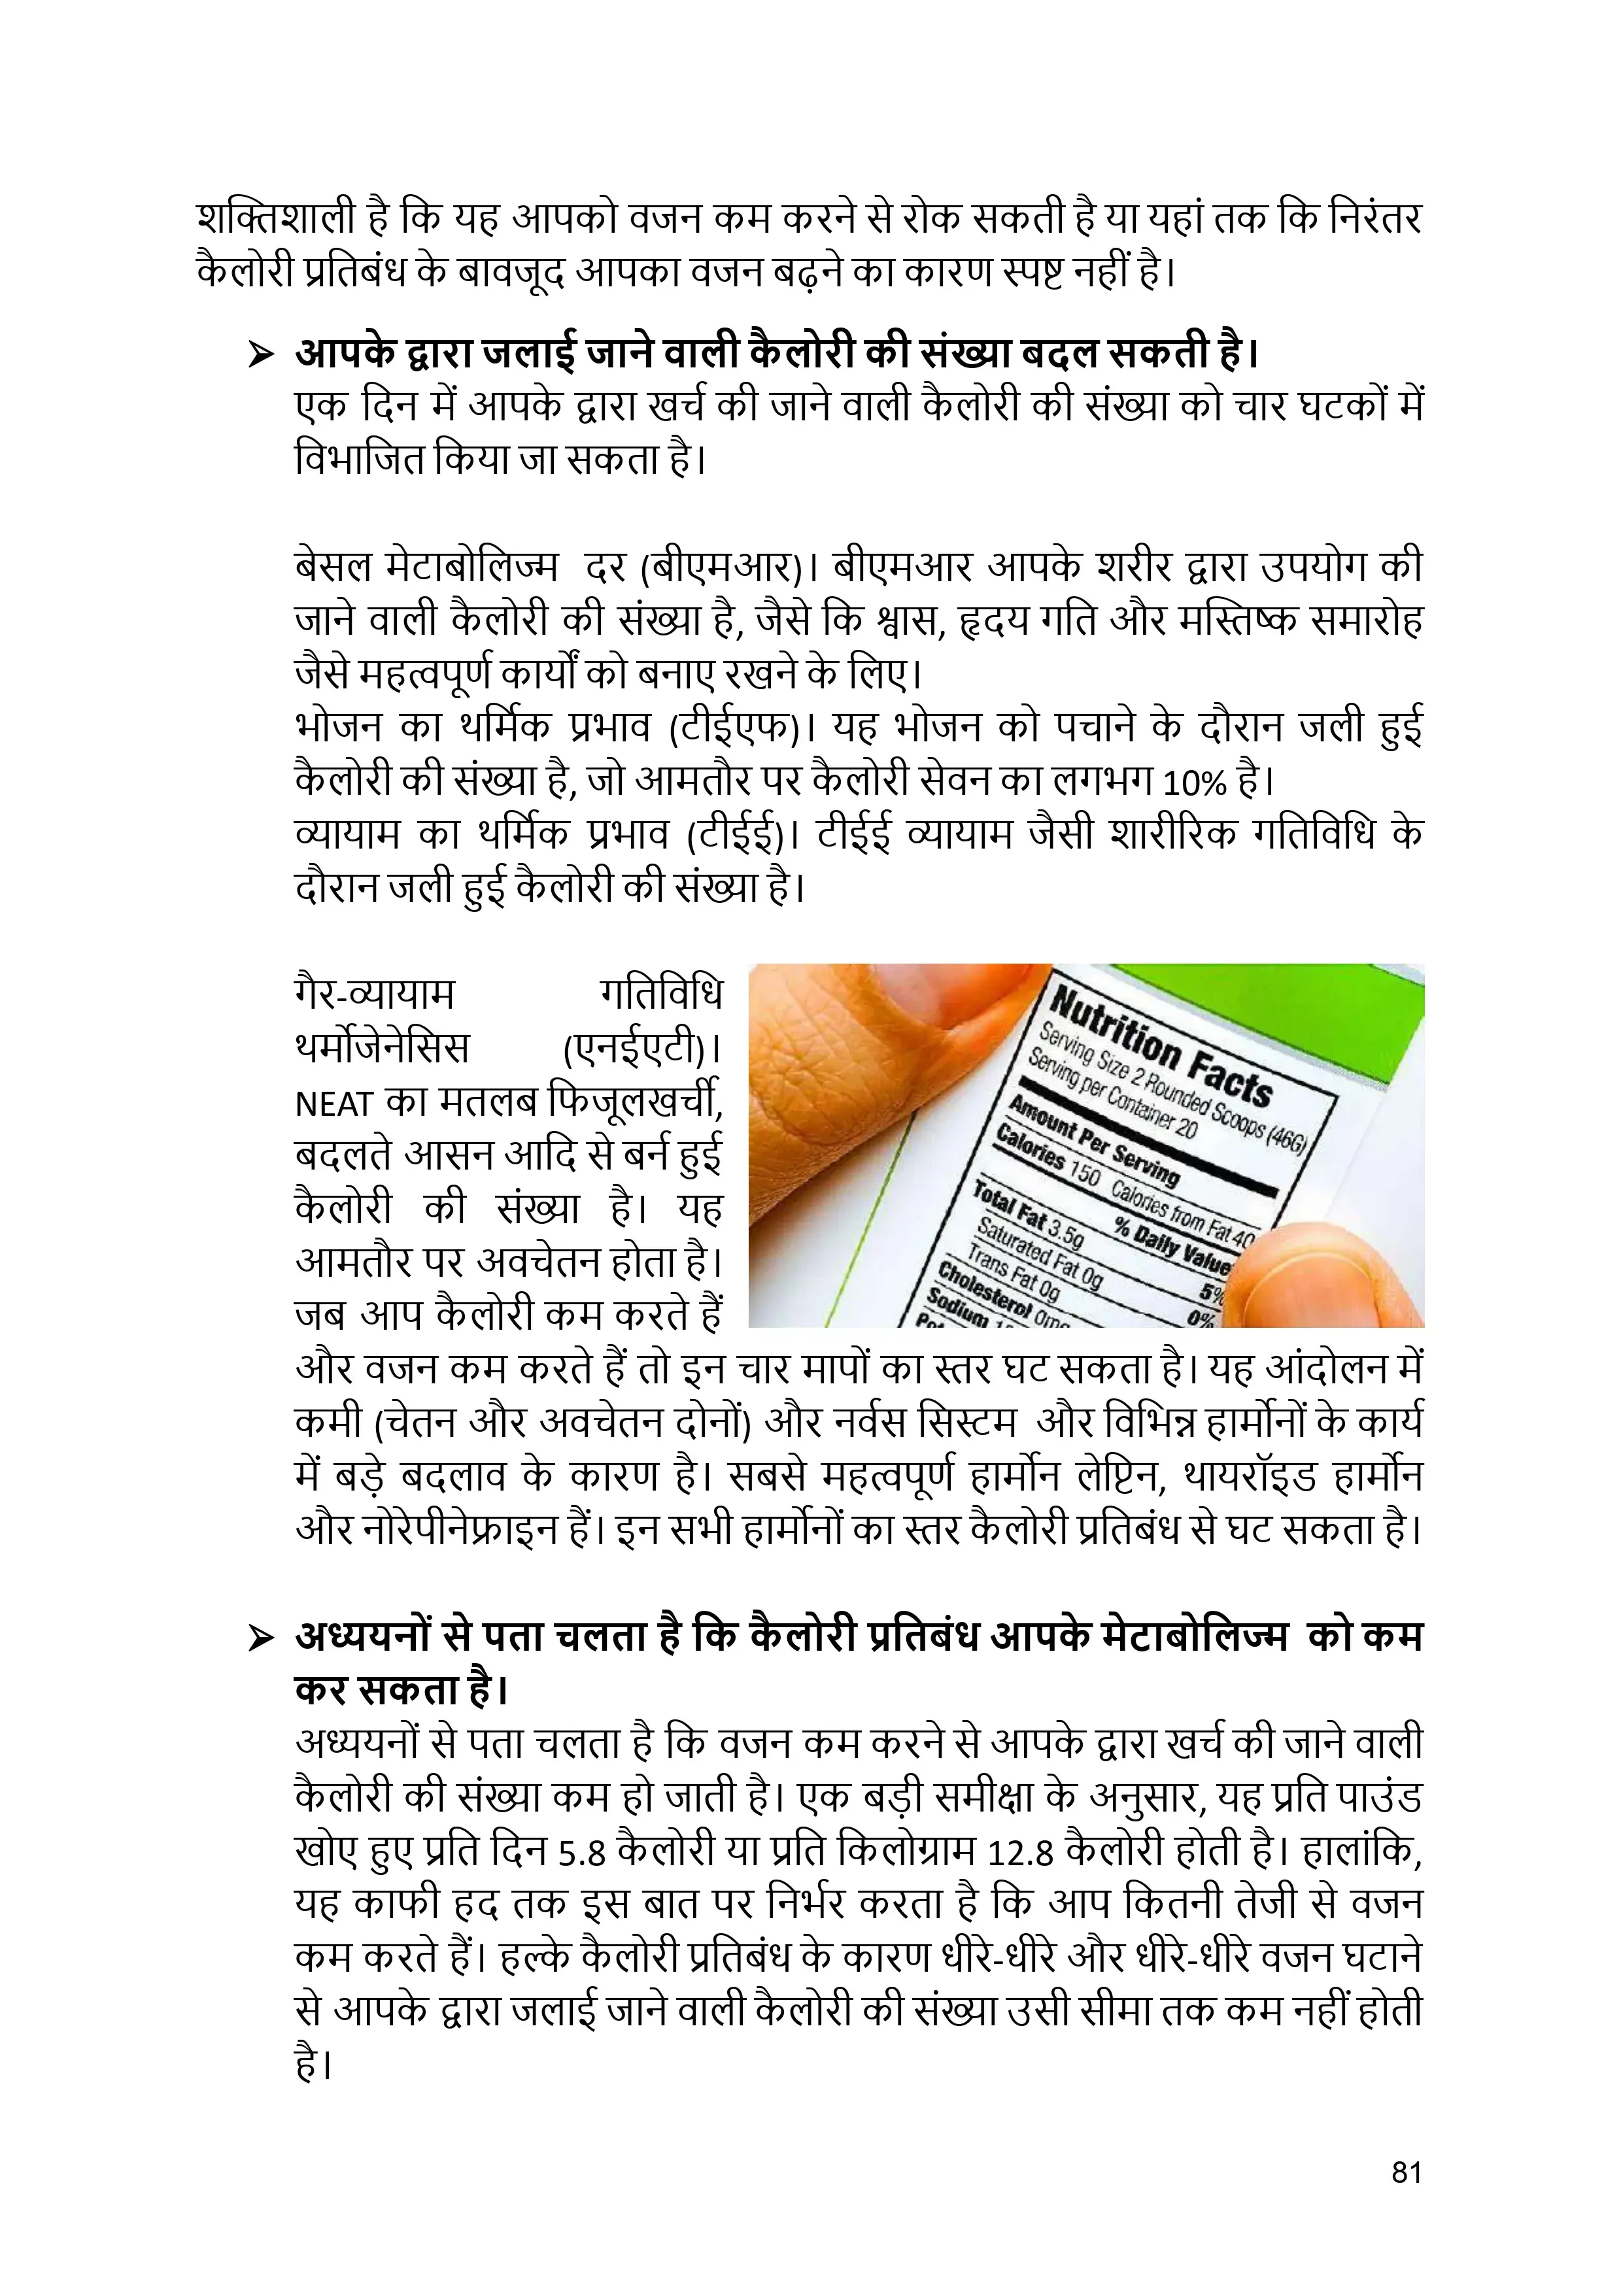 शक्तिशाली है कि यह आपको वजन कम करने से रोक सकती है या यहां तक कि निरंतर
कैलोरी प्रतिबंध के बावजूद आपका वजन बढ़ने का कारण स्पष्ट नहीं है।
➢ आपके द्वारा जलाई जाने वाली कैलोरी की संख्या बदल सकती है।
एक दिन में आपके द्वारा खर्च की जाने वाली कैलोरी की संख्या को चार घटकों में
विभाजित किया जा सकता है।
बेसल मेटाबोलिज्म दर (बीएमआर)। बीएमआर आपके शरीर द्वारा उपयोग की
जाने वाली कैलोरी की संख्या है, जैसे कि श्वास, हृदय गति और मस्तिष्क समारोह
जैसे महत्वपूर्ण कार्यों को बनाए रखने के लिए।
भोजन का थर्मिक प्रभाव (टीईएफ)। यह भोजन को पचाने के दौरान जली हुई
कैलोरी की संख्या है, जो आमतौर पर कैलोरी सेवन का लगभग 10% है।
व्यायाम का थर्मिक प्रभाव (टीईई)। टीईई व्यायाम जैसी शारीरिक गतिविधि के
दौरान जली हुई कैलोरी की संख्या है।
गैर-व्यायाम गतिविधि
थर्मोजेनेसिस (एनईएटी)।
NEAT का मतलब फिजूलखर्ची,
बदलते आसन आदि से बर्न हुई
कैलोरी की संख्या है। यह
आमतौर पर अवचेतन होता है।
जब आप कैलोरी कम करते हैं
Nutrition Facts
Serving Size 2 Rounded Scoops (46G)
Serving per Container 20
Amount Per Serving
Calories 150 Calories from Fat 40
% Daily Value
Total Fat 3.5g 5%
Saturated Fat 0g 0%
Trans Fat 0g
Cholesterol
Sodium
और वजन कम करते हैं तो इन चार मापों का स्तर घट सकता है। यह आंदोलन में
कमी (चेतन और अवचेतन दोनों) और नर्वस सिस्टम और विभिन्न हार्मोनों के कार्य
में बड़े बदलाव के कारण है। सबसे महत्वपूर्ण हार्मोन लेप्टिन, थायरॉइड हार्मोन
और नोरेपीनेफ्राइन हैं। इन सभी हार्मोनों का स्तर कैलोरी प्रतिबंध से घट सकता है।
➢ अध्ययनों से पता चलता है कि कैलोरी प्रतिबंध आपके मेटाबोलिज्म को कम
कर सकता है।
अध्ययनों से पता चलता है कि वजन कम करने से आपके द्वारा खर्च की जाने वाली
कैलोरी की संख्या कम हो जाती है। एक बड़ी समीक्षा के अनुसार, यह प्रति पाउंड
खोए हुए प्रति दिन 5.8 कैलोरी या प्रति किलोग्राम 12.8 कैलोरी होती है। हालांकि,
यह काफी हद तक इस बात पर निर्भर करता है कि आप कितनी तेजी से वजन
कम करते हैं। हल्के कैलोरी प्रतिबंध के कारण धीरे-धीरे और धीरे-धीरे वजन घटाने
से आपके द्वारा जलाई जाने वाली कैलोरी की संख्या उसी सीमा तक कम नहीं होती
है।
81